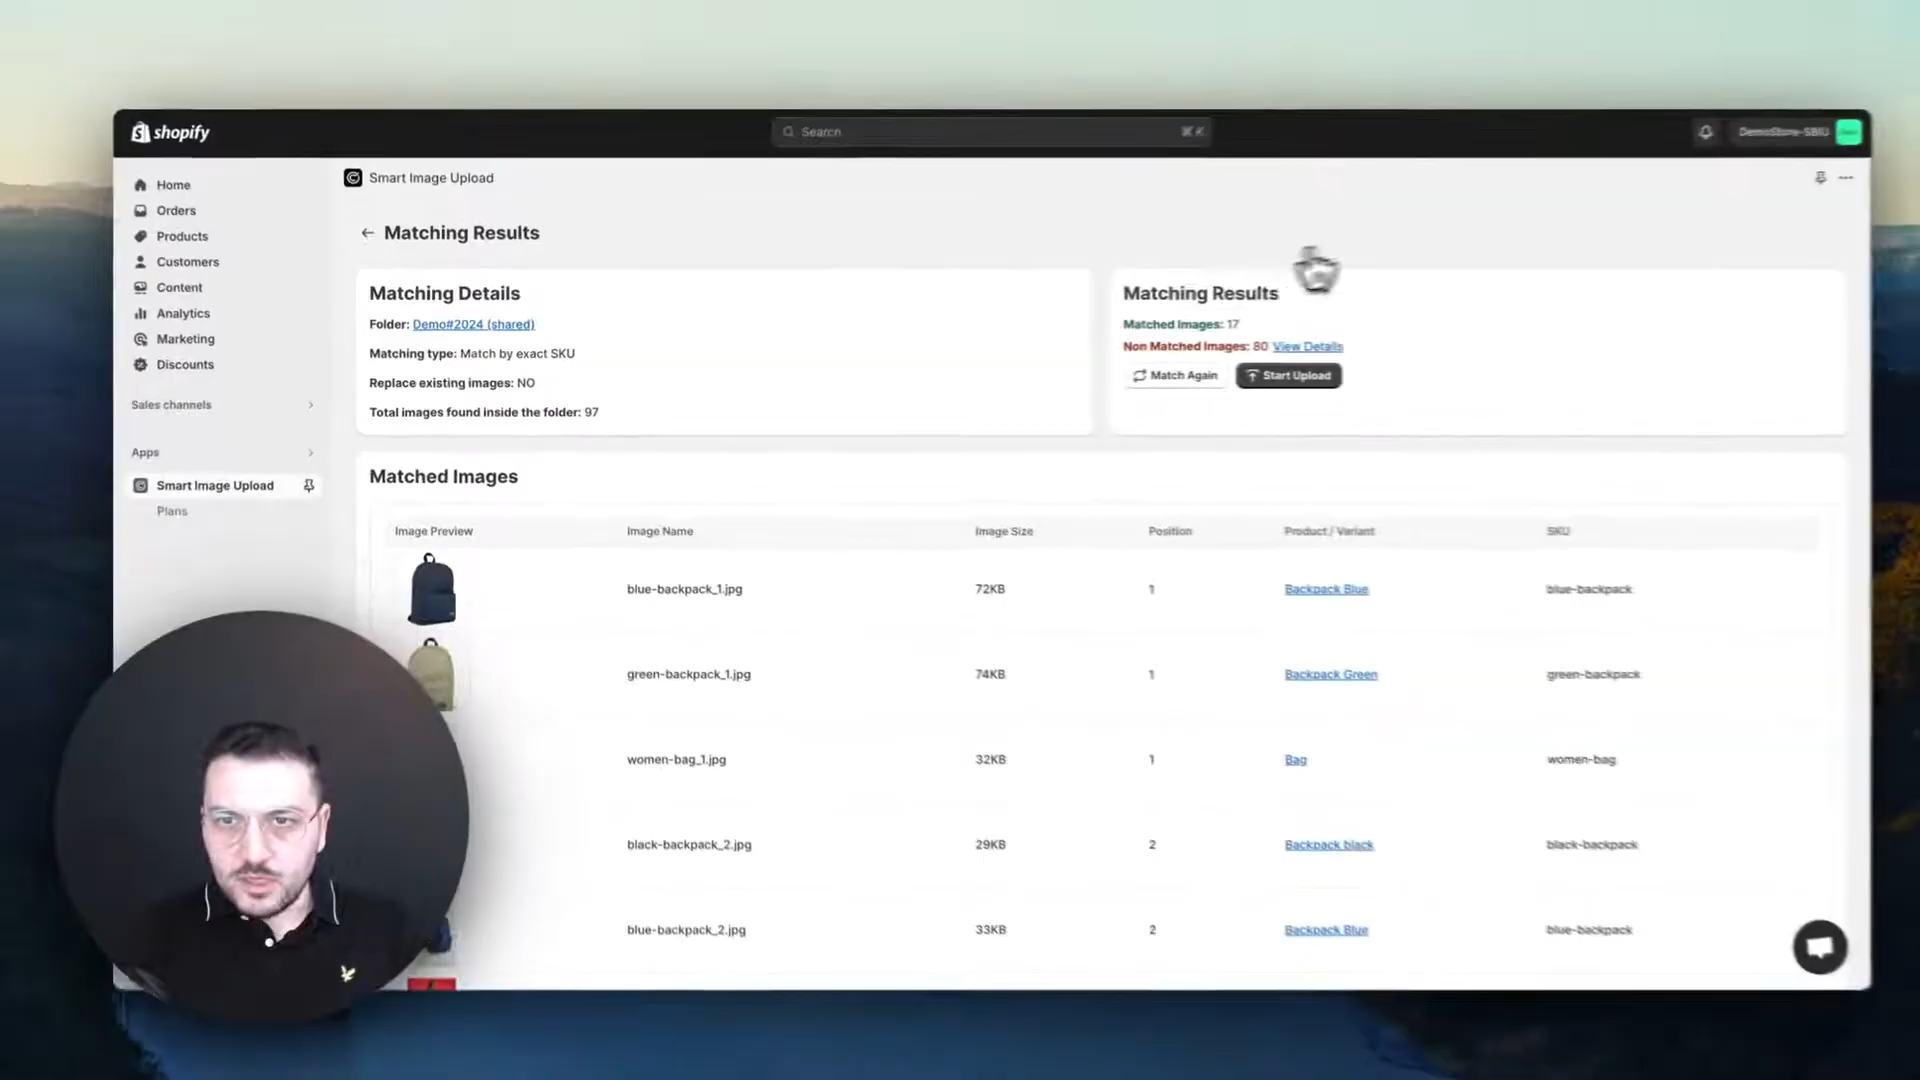 shopify
Search
⌘ K
DemoStore-SBIU
Home
Orders
Products
Customers
Content
Analytics
Marketing
Discounts
Sales channels
Apps
Smart Image Upload
Plans
Smart Image Upload
Matching Results
Matching Details
Folder: Demo#2024 (shared)
Matching type: Match by exact SKU
Replace existing images: NO
Total images found inside the folder: 97
Matching Results
Matched Images: 17
Non Matched Images: 80 View Details
Match Again
Start Upload
Matched Images
Image Preview Image Name Image Size Position Product / Variant SKU
blue-backpack_1.jpg 72KB 1 Backpack Blue blue-backpack
green-backpack_1.jpg 74KB 1 Backpack Green green-backpack
women-bag_1.jpg 32KB 1 Bag women-bag
black-backpack_2.jpg 29KB 2 Backpack black black-backpack
blue-backpack_2.jpg 33KB 2 Backpack Blue blue-backpack